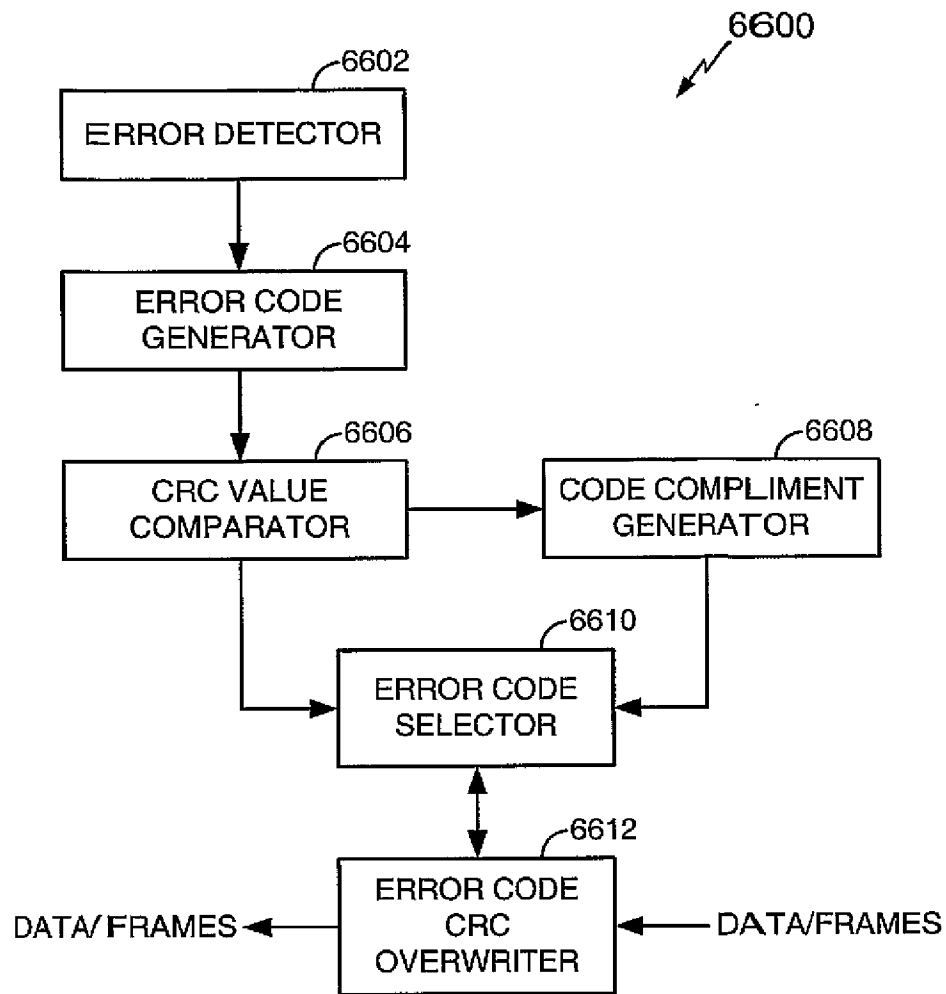 6600
6602
ERROR DETECTOR
6604
ERROR CODE
GENERATOR
6606
CRC VALUE
COMPARATOR
6608
CODE COMPLIMENT
GENERATOR
6610
ERROR CODE
SELECTOR
6612
ERROR CODE
CRC
OVERWRITER
DATA/FRAMES
DATA/FRAMES